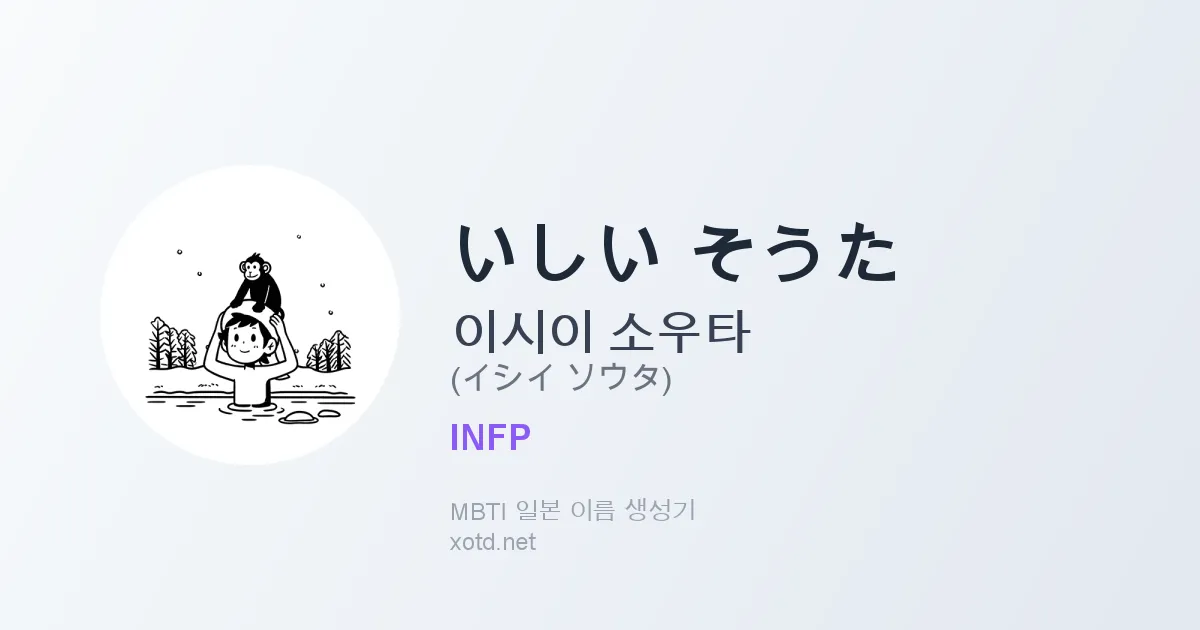 いしい そうた
이시이 소우타
(イシイ ソウタ)
INFP
MBTI 일본 이름 생성기
xotd.net